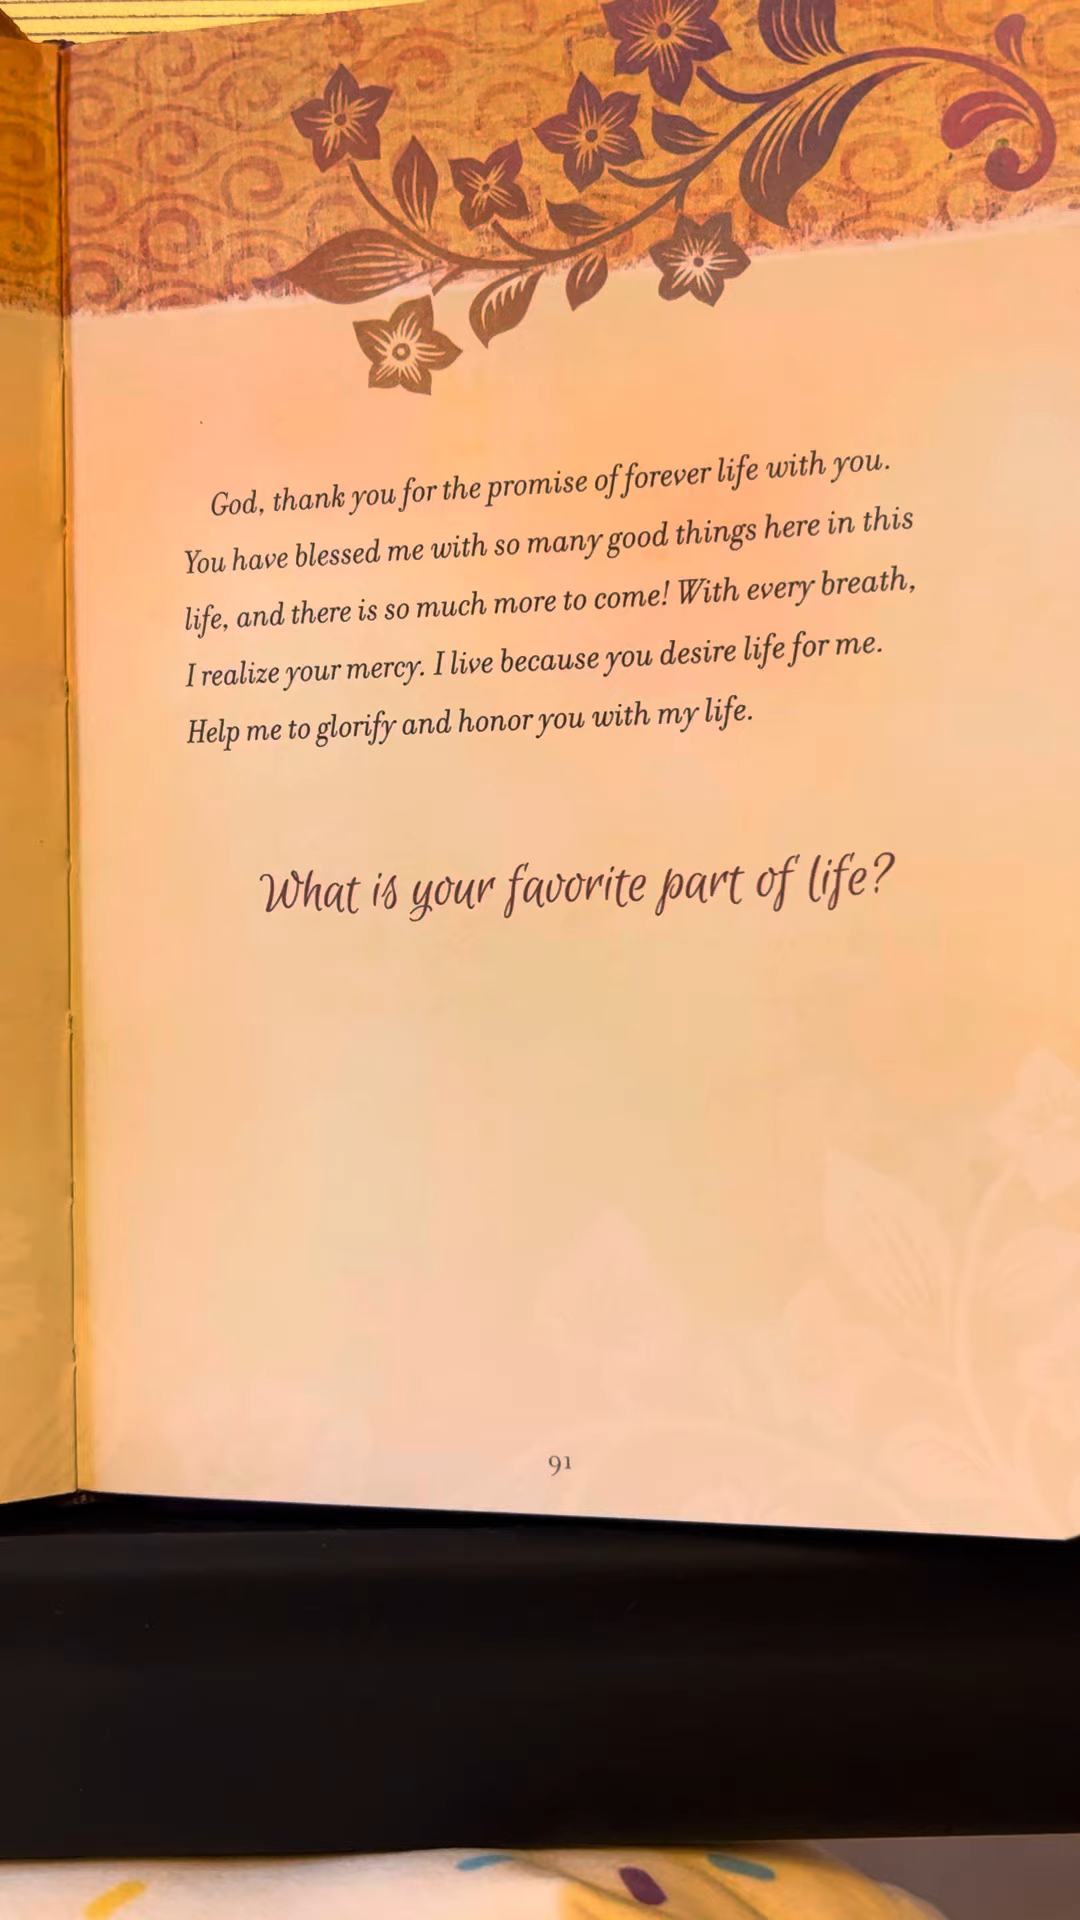 God, thank you for the promise of forever life with you.
You have blessed me with so many good things here in this
life, and there is so much more to come! With every breath,
I realize your mercy. I live because you desire life for me.
Help me to glorify and honor you with my life.
What is your favorite part of life?
91